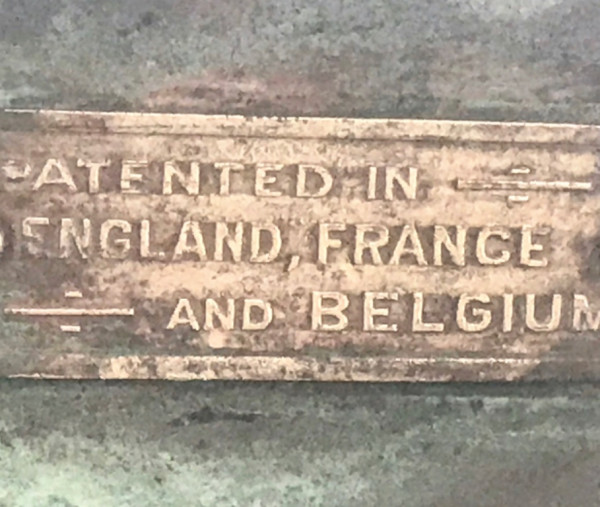 PATENTED IN
ENGLAND, FRANCE
AND BELGIUM